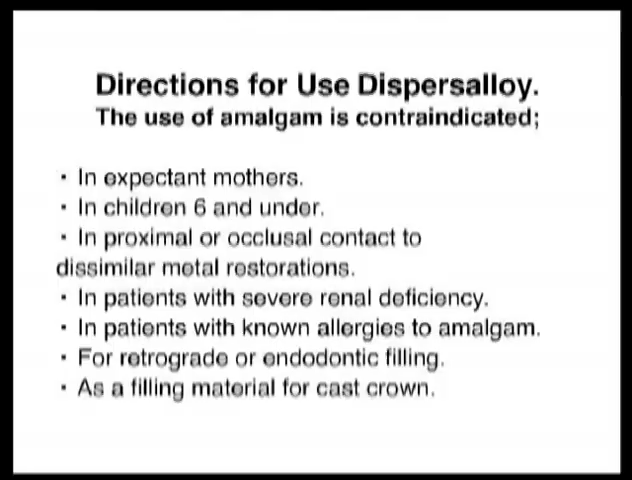 Directions for Use Dispersalloy.
The use of amalgam is contraindicated;
· In expectant mothers.
· In children 6 and under.
· In proximal or occlusal contact to
dissimilar metal restorations.
· In patients with severe renal deficiency.
· In patients with known allergies to amalgam.
· For retrograde or endodontic filling.
· As a filling material for cast crown.